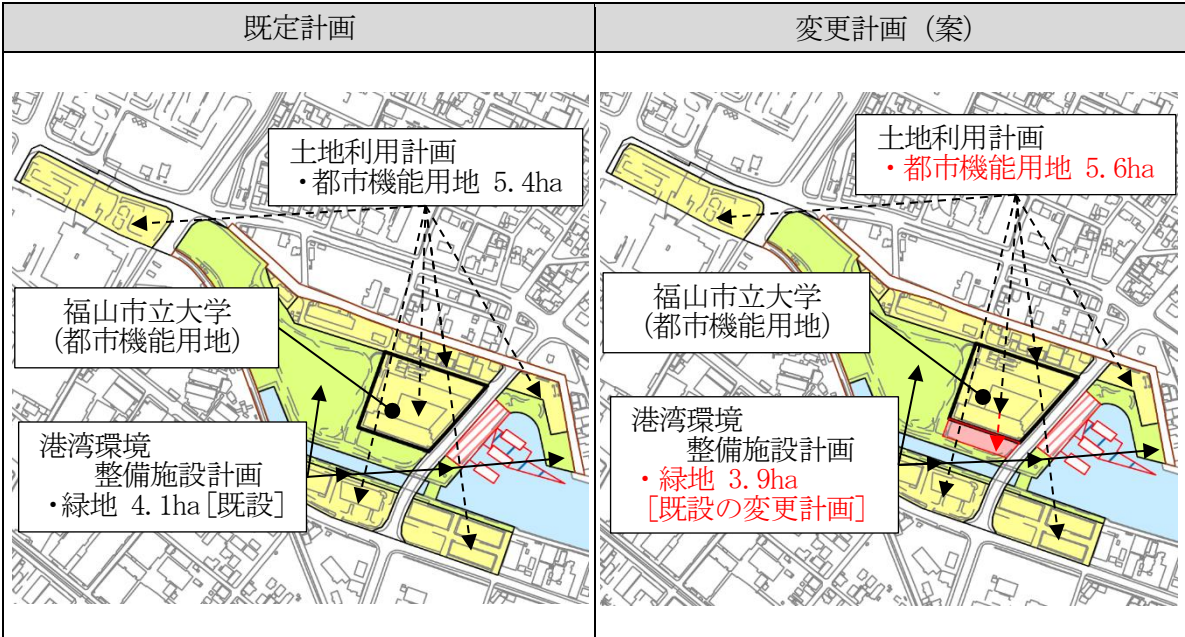 既定計画
変更計画（案）
土地利用計画
・都市機能用地 5.4ha
福山市立大学
(都市機能用地)
港湾環境
整備施設計画
・緑地 4.1ha[既設]
土地利用計画
・都市機能用地 5.6ha
福山市立大学
(都市機能用地)
港湾環境
整備施設計画
・緑地 3.9ha
[既設の変更計画]